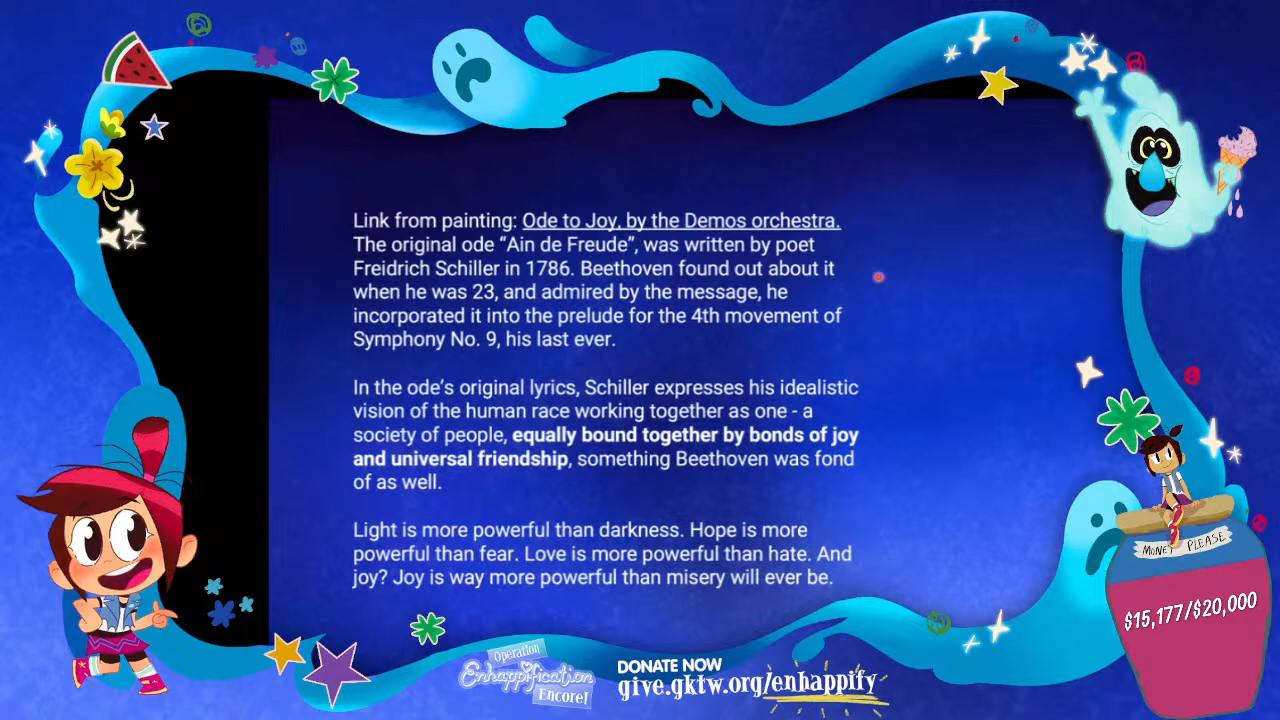 Link from painting: Ode to Joy, by the Demos orchestra.
The original ode “Ain de Freude”, was written by poet
Freidrich Schiller in 1786. Beethoven found out about it
when he was 23, and admired by the message, he
incorporated it into the prelude for the 4th movement of
Symphony No. 9, his last ever.
In the ode’s original lyrics, Schiller expresses his idealistic
vision of the human race working together as one - a
society of people, equally bound together by bonds of joy
and universal friendship, something Beethoven was fond
of as well.
Light is more powerful than darkness. Hope is more
powerful than fear. Love is more powerful than hate. And
joy? Joy is way more powerful than misery will ever be.
MONEY PLEASE
$15,177/$20,000
Operation
Enhappification
Encore!
DONATE NOW
give.gktw.org/enhappify